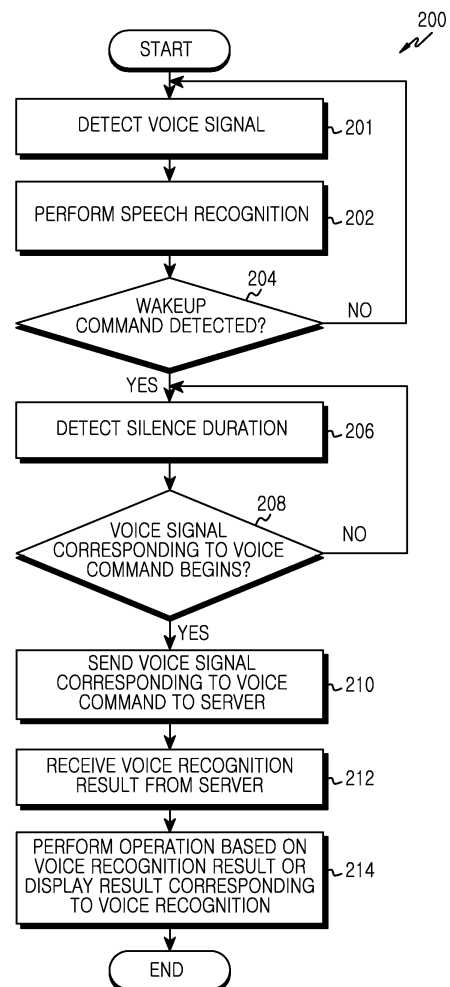 200
START
DETECT VOICE SIGNAL
201
PERFORM SPEECH RECOGNITION
202
204
WAKEUP
COMMAND DETECTED?
NO
YES
DETECT SILENCE DURATION
206
208
VOICE SIGNAL
CORRESPONDING TO VOICE
COMMAND BEGINS?
NO
YES
SEND VOICE SIGNAL
CORRESPONDING TO VOICE
COMMAND TO SERVER
210
RECEIVE VOICE RECOGNITION
RESULT FROM SERVER
212
PERFORM OPERATION BASED ON
VOICE RECOGNITION RESULT OR
DISPLAY RESULT CORRESPONDING
TO VOICE RECOGNITION
214
END